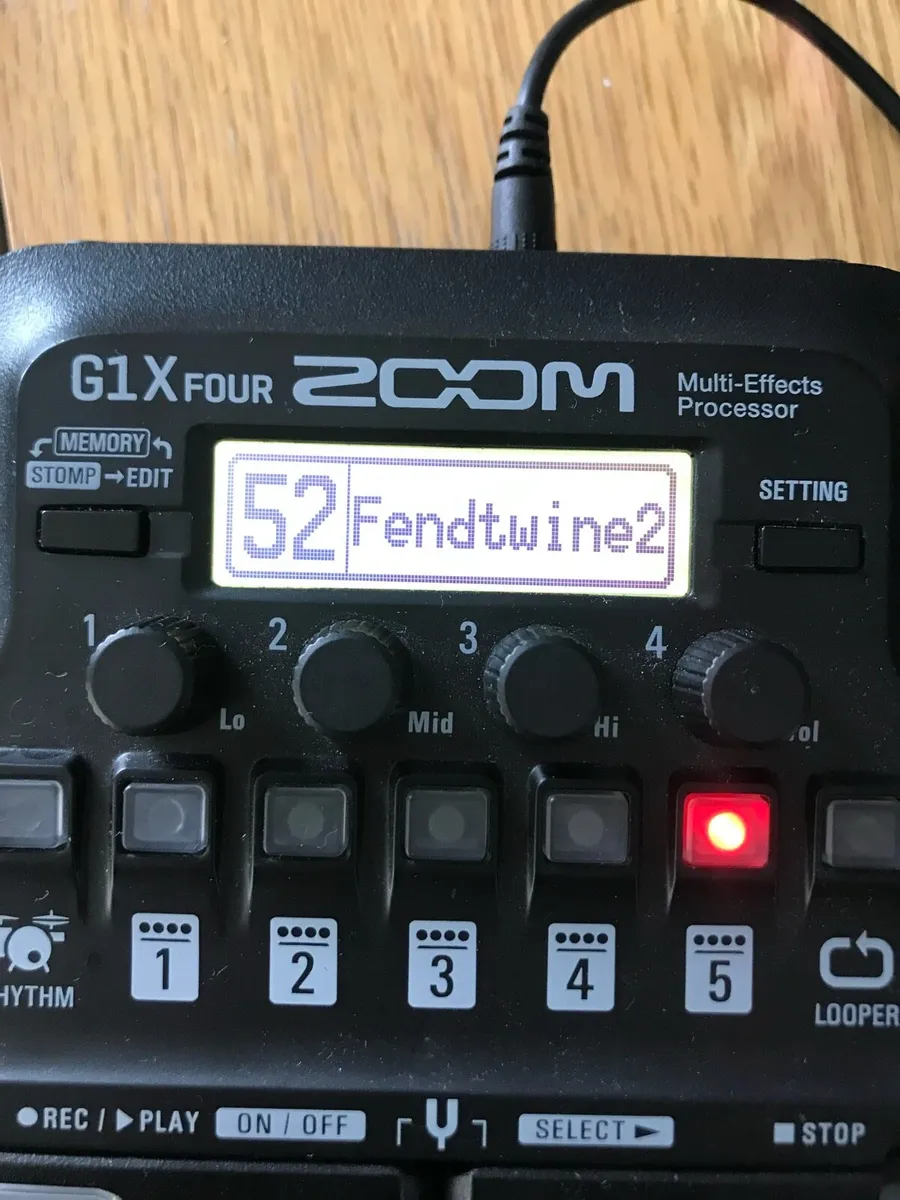 G1X FOUR ZOOM Multi-Effects
Processor
MEMORY
STOMP→EDIT
SETTING
52 Fendtwine2
1 2 3 4
Lo Mid Hi
1 2 3 4 5
LOOPER
●REC / ▶PLAY ON / OFF SELECT► ■STOP